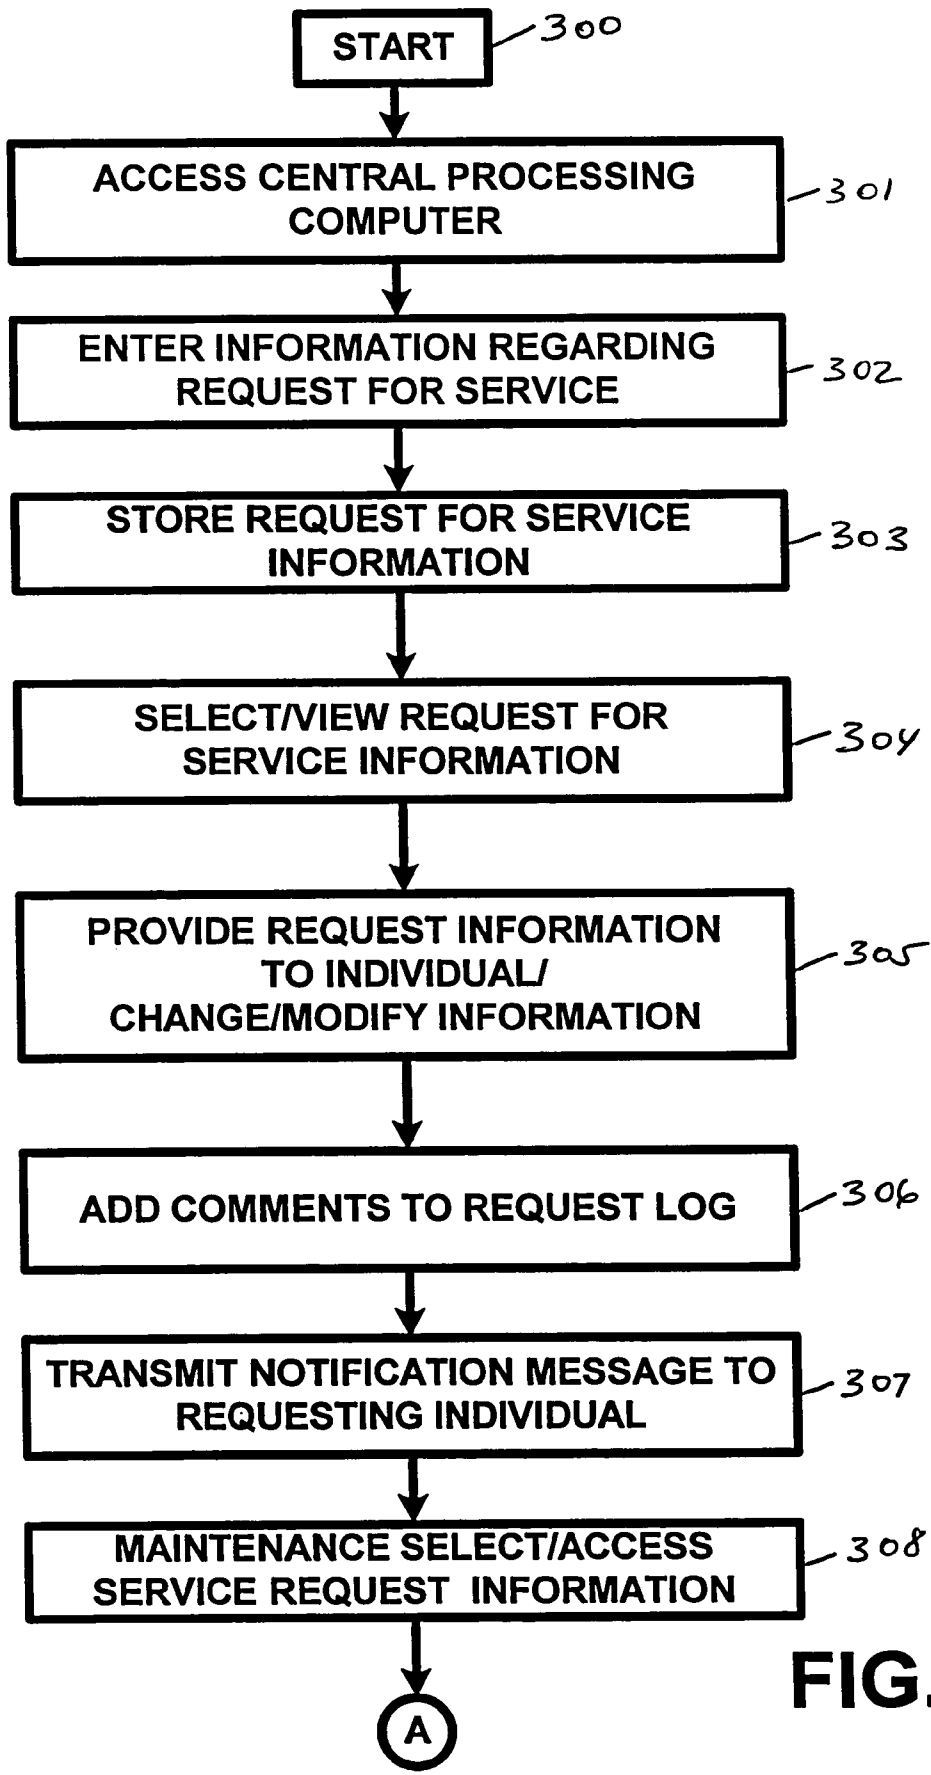 START
300
ACCESS CENTRAL PROCESSING
COMPUTER
301
ENTER INFORMATION REGARDING
REQUEST FOR SERVICE
302
STORE REQUEST FOR SERVICE
INFORMATION
303
SELECT/VIEW REQUEST FOR
SERVICE INFORMATION
304
PROVIDE REQUEST INFORMATION
TO INDIVIDUAL/
CHANGE/MODIFY INFORMATION
305
ADD COMMENTS TO REQUEST LOG
306
TRANSMIT NOTIFICATION MESSAGE TO
REQUESTING INDIVIDUAL
307
MAINTENANCE SELECT/ACCESS
SERVICE REQUEST INFORMATION
308
FIG.
A